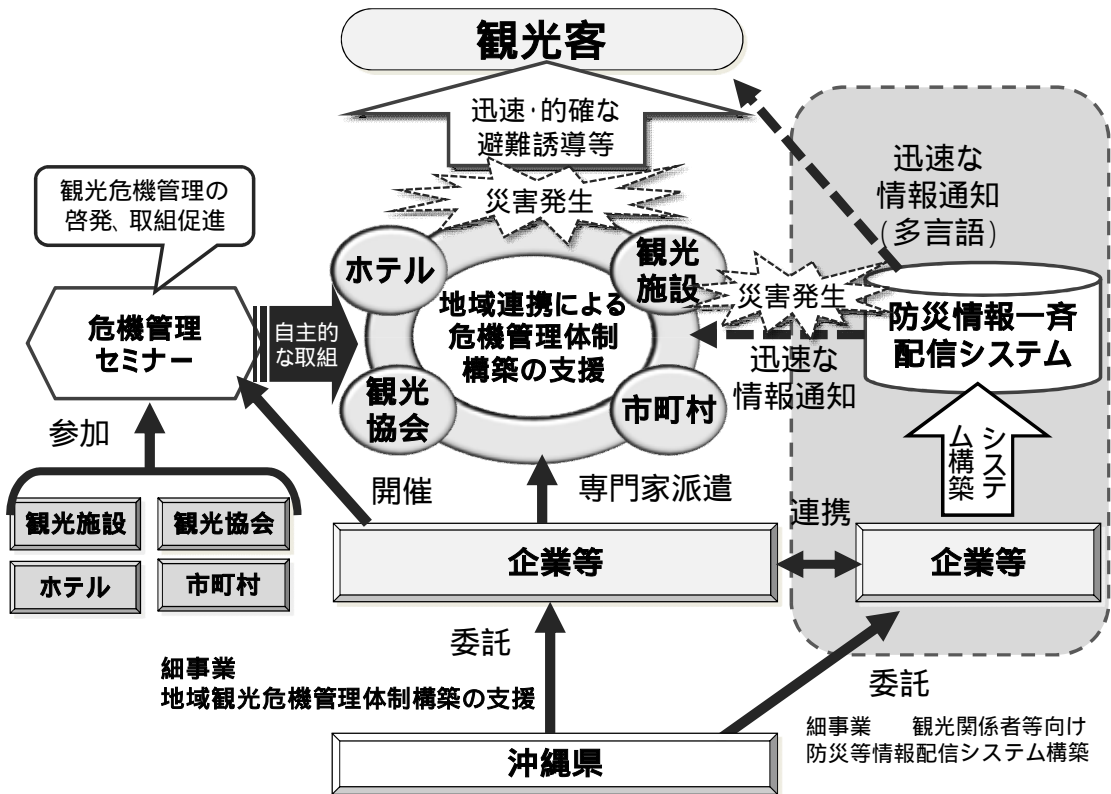 観光客
迅速・的確な
避難誘導等
災害発生
観光危機管理の
啓発、取組促進
危機管理
セミナー
自主的
な取組
ホテル
観光
施設
地域連携による
危機管理体制
構築の支援
観光
協会
市町村
災害発生
迅速な
情報通知
迅速な
情報通知
(多言語)
防災情報一斉
配信システム
システ
ム構築
参加
観光施設
観光協会
ホテル
市町村
開催
専門家派遣
連携
企業等
企業等
委託
委託
細事業
地域観光危機管理体制構築の支援
細事業　観光関係者等向け
防災等情報配信システム構築
沖縄県